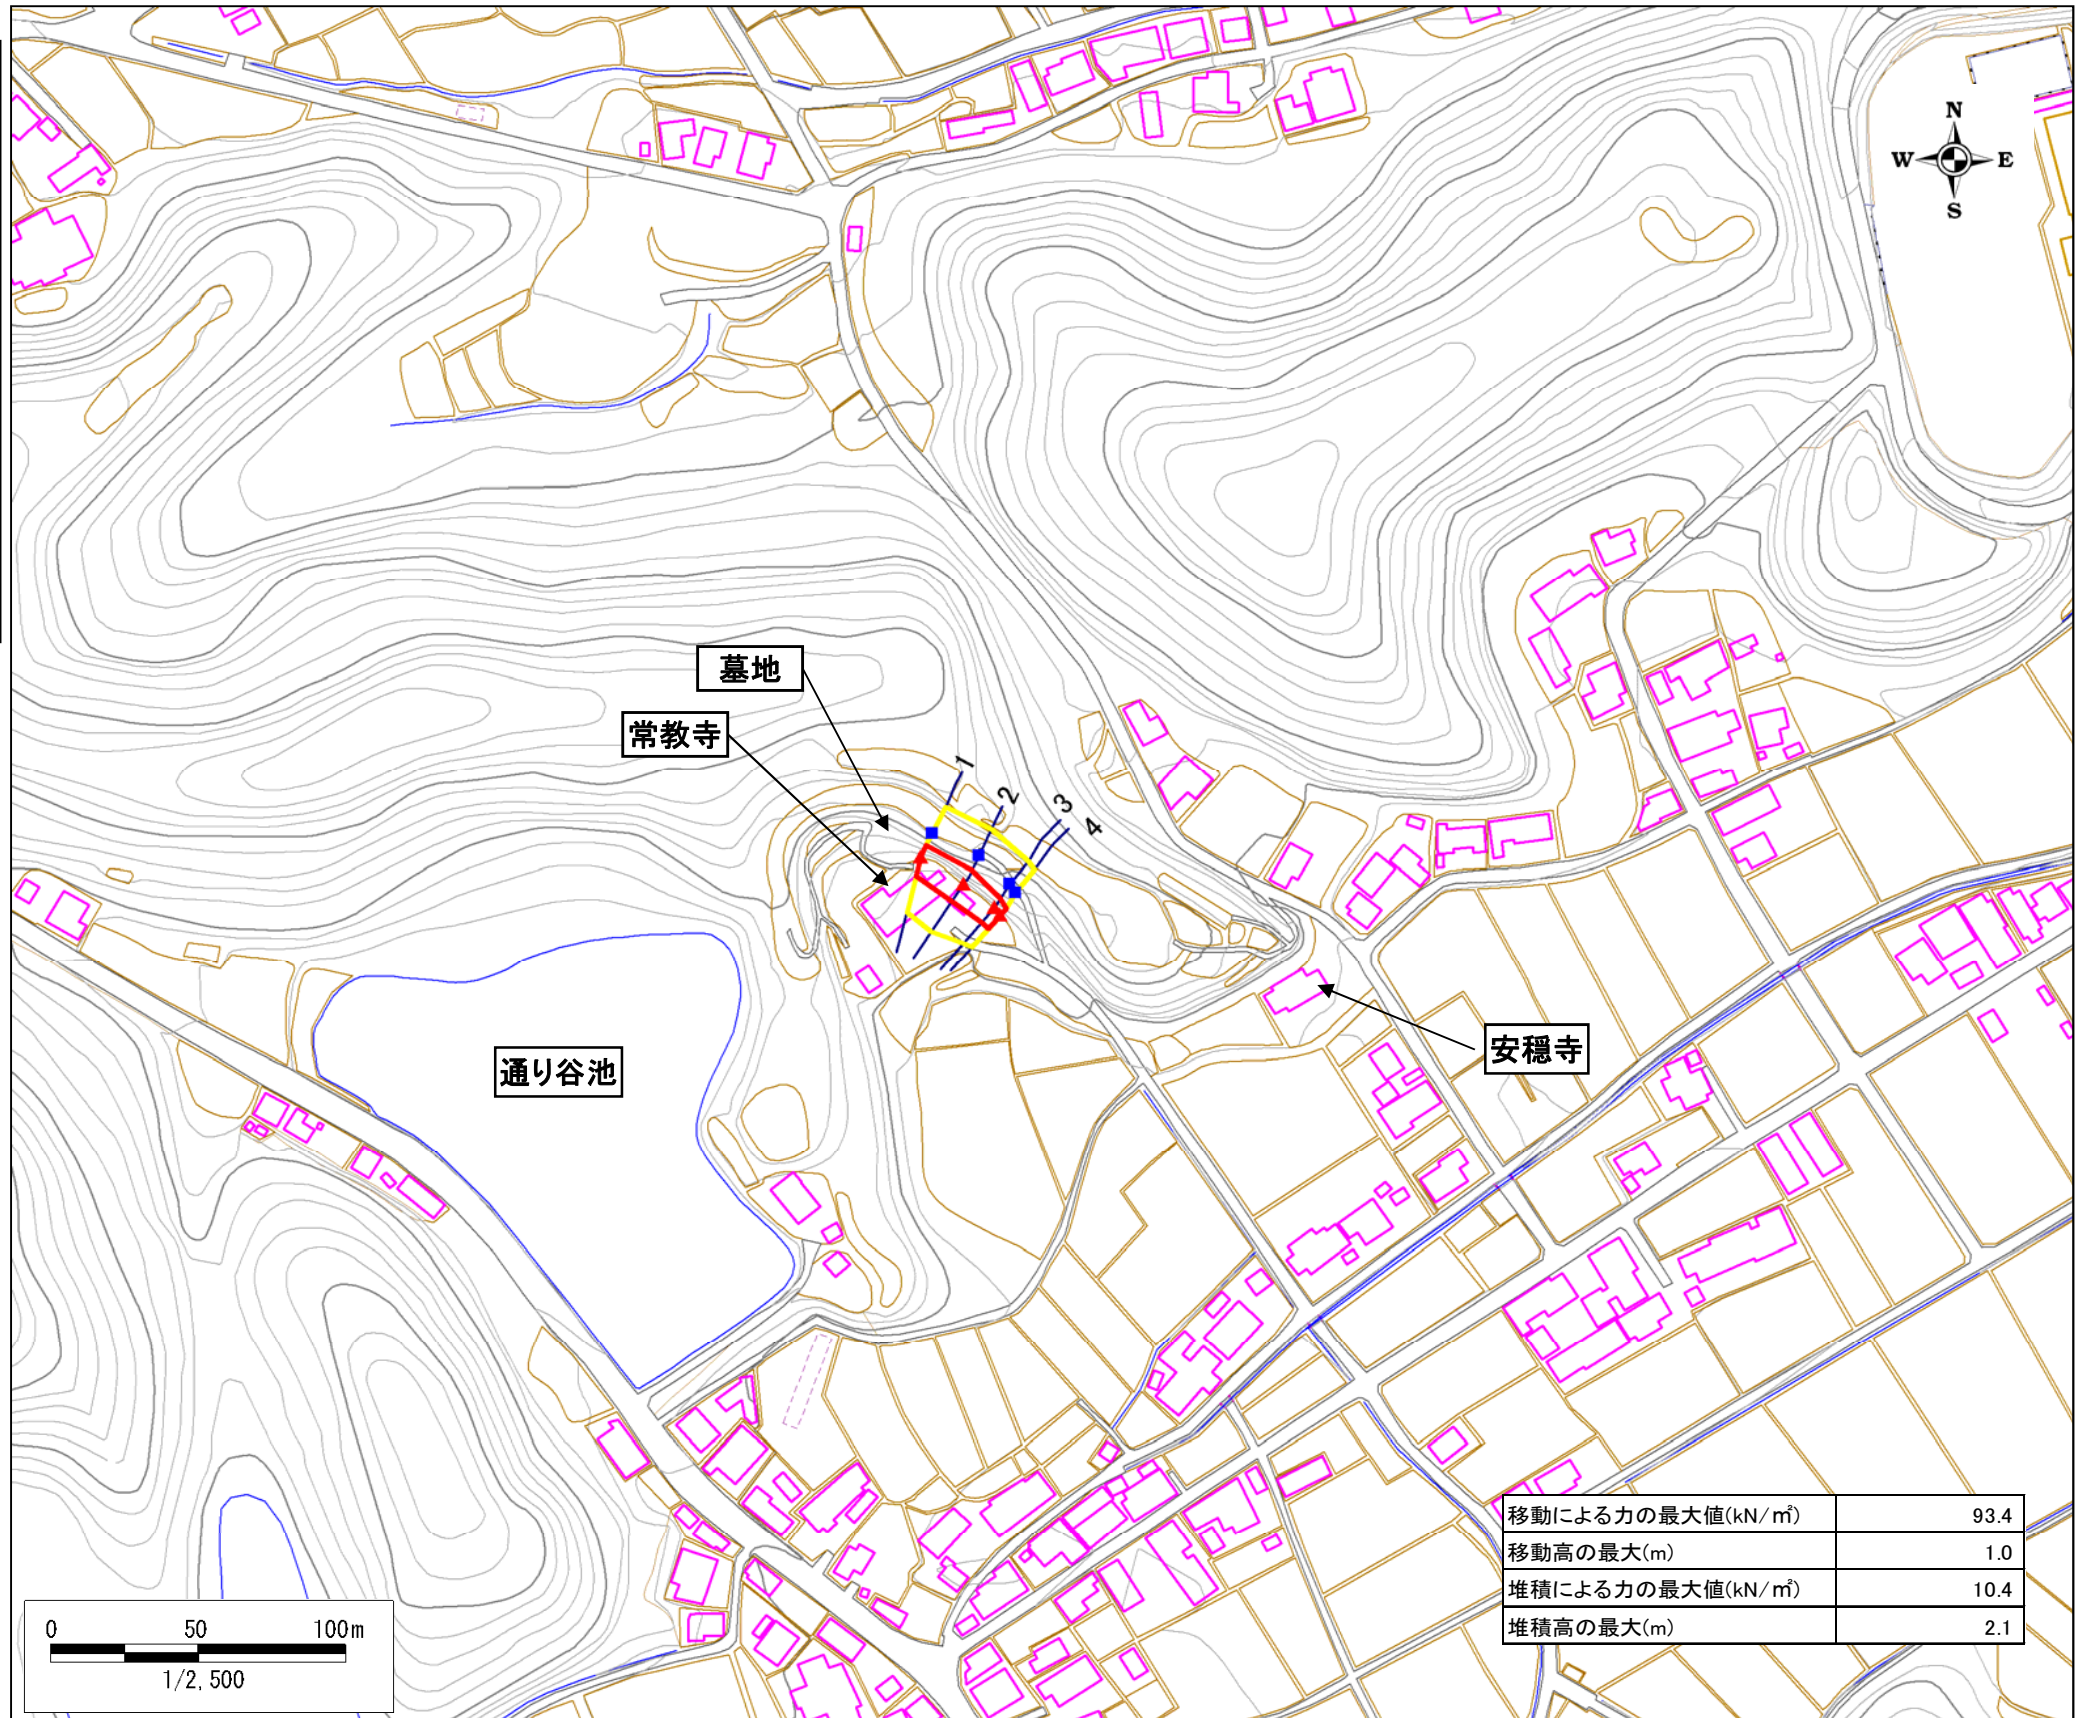 N
W E
S
墓地
常教寺
1
2
3
4
通り谷池
安穏寺
移動による力の最大値(kN/㎡) 93.4
移動高の最大(m) 1.0
堆積による力の最大値(kN/㎡) 10.4
堆積高の最大(m) 2.1
0 50 100m
1/2,500